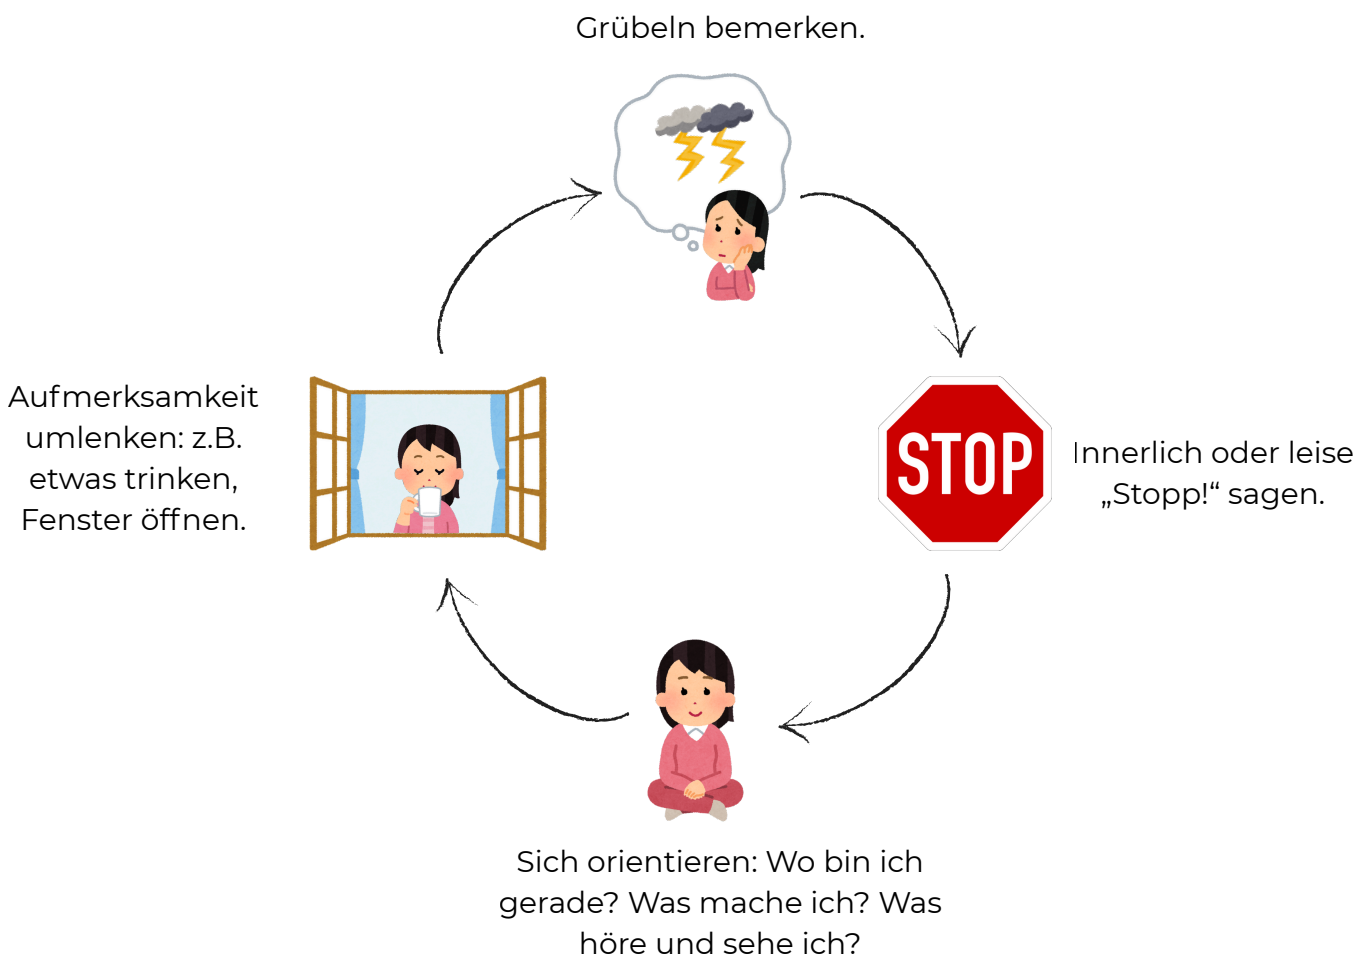 Grübeln bemerken.
STOP
Innerlich oder leise
„Stopp!“ sagen.
Sich orientieren: Wo bin ich
gerade? Was mache ich? Was
höre und sehe ich?
Aufmerksamkeit
umlenken: z.B.
etwas trinken,
Fenster öffnen.